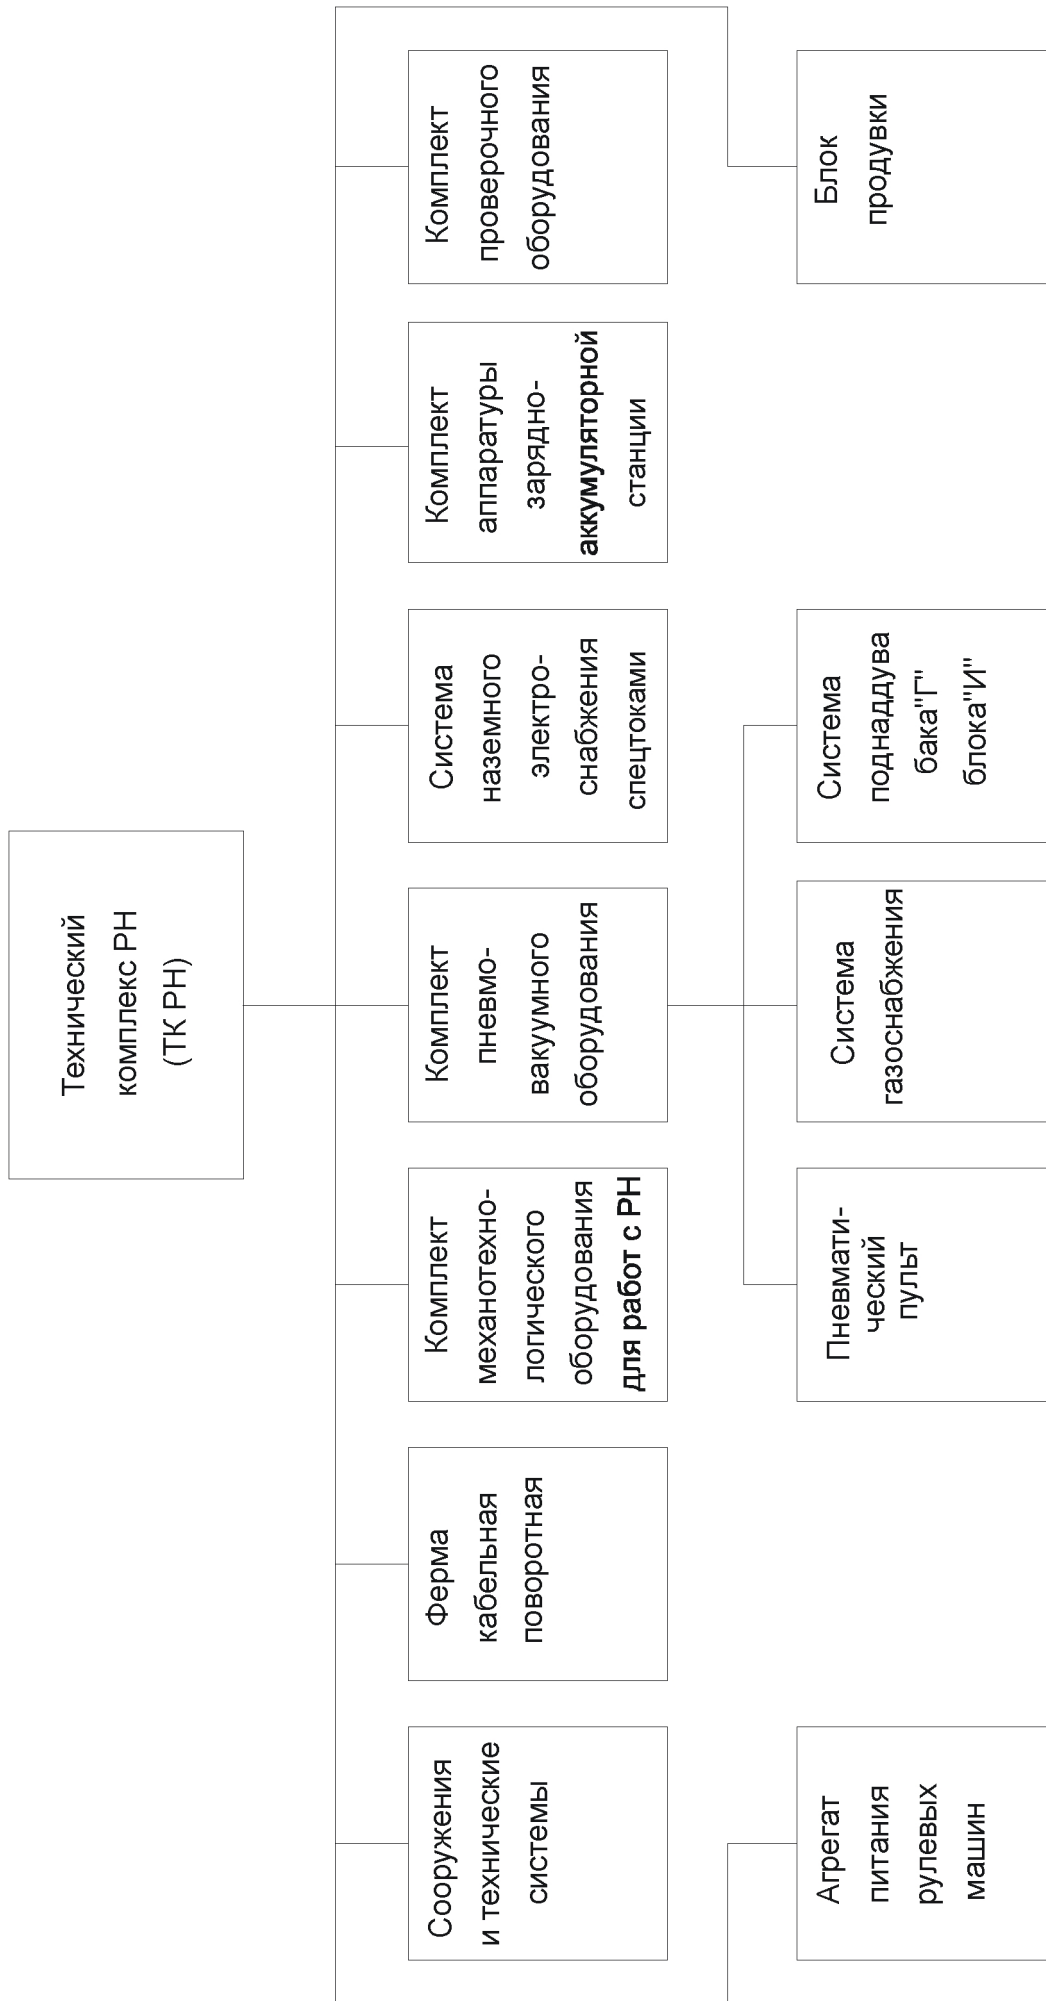 Технический
комплекс РН
(ТК РН)
Сооружения
и технические
системы
Ферма
кабельная
поворотная
Комплект
механотехно-
логического
оборудования
для работ с РН
Комплект
пневмо-
вакуумного
оборудования
Система
наземного
электро-
снабжения
спецтоками
Комплект
аппаратуры
зарядно-
аккумуляторной
станции
Комплект
проверочного
оборудования
Агрегат
питания
рулевых
машин
Пневмати-
ческий
пульт
Система
газоснабжения
Система
поднаддува
бака"Г"
блока"И"
Блок
продувки